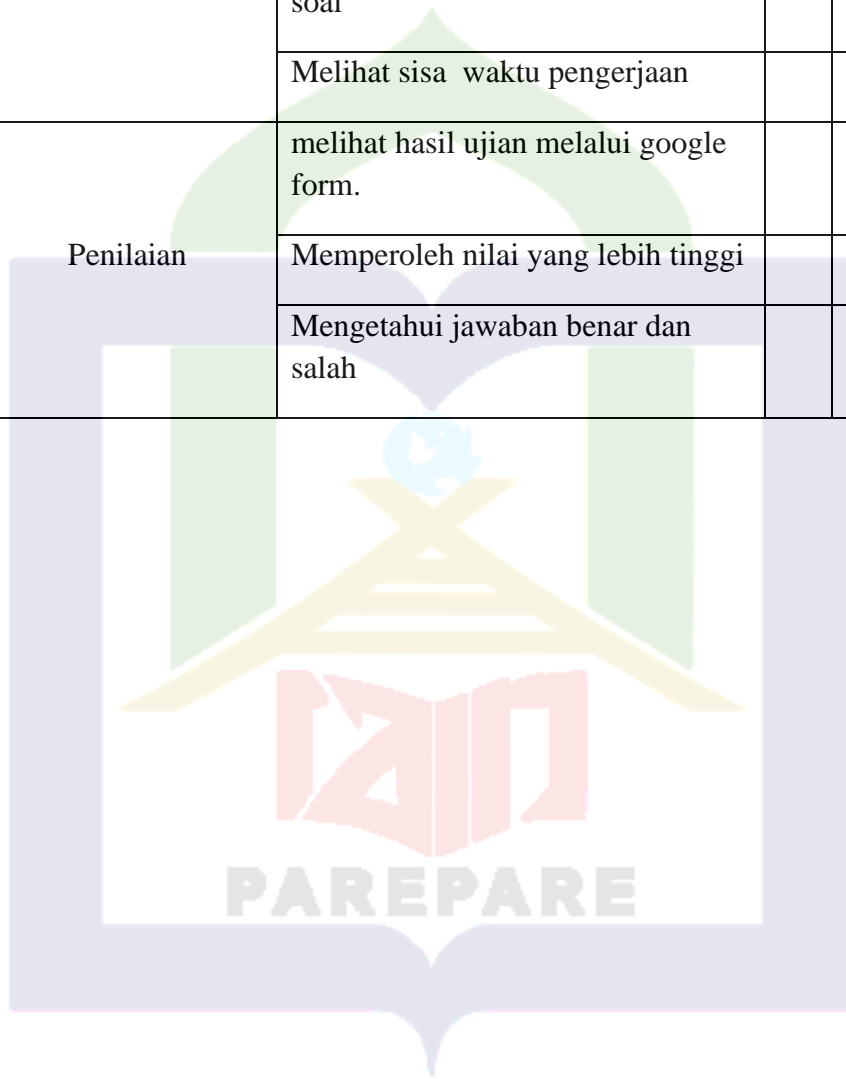 soal
Melihat sisa  waktu pengerjaan
melihat hasil ujian melalui google
form.
Penilaian
Memperoleh nilai yang lebih tinggi
Mengetahui jawaban benar dan
salah
iain
PAREPARE